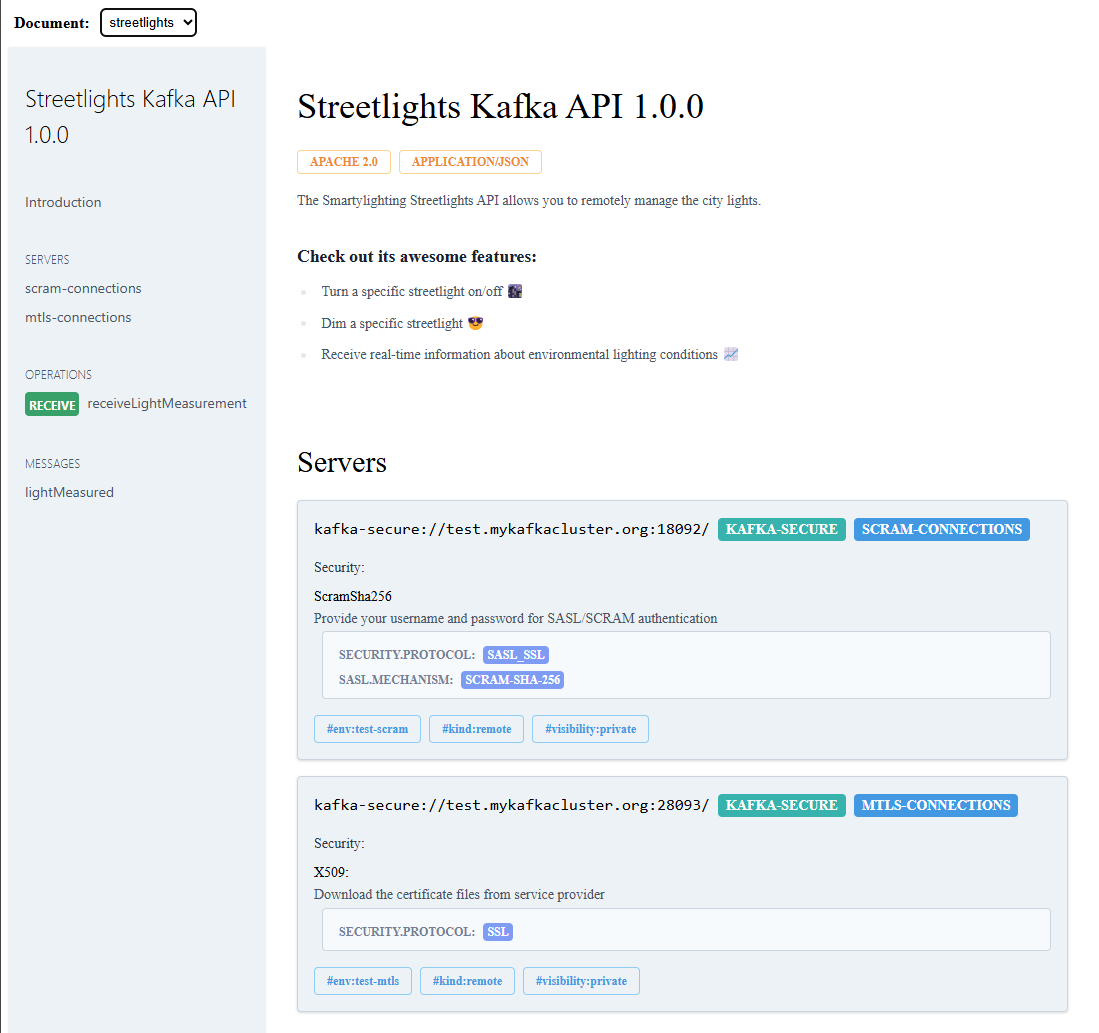 Document: streetlights
Streetlights Kafka API
1.0.0
Introduction
SERVERS
scram-connections
mtls-connections
OPERATIONS
RECEIVE receiveLightMeasurement
MESSAGES
lightMeasured
Streetlights Kafka API 1.0.0
APACHE 2.0 APPLICATION/JSON
The Smartylighting Streetlights API allows you to remotely manage the city lights.
Check out its awesome features:
Turn a specific streetlight on/off 🌃
Dim a specific streetlight 😎
Receive real-time information about environmental lighting conditions 📈
Servers
kafka-secure://test.mykafkacluster.org:18092/ KAFKA-SECURE SCRAM-CONNECTIONS
Security:
ScramSha256
Provide your username and password for SASL/SCRAM authentication
SECURITY.PROTOCOL: SASL_SSL
SASL.MECHANISM: SCRAM-SHA-256
#env:test-scram #kind:remote #visibility:private
kafka-secure://test.mykafkacluster.org:28093/ KAFKA-SECURE MTLS-CONNECTIONS
Security:
X509:
Download the certificate files from service provider
SECURITY.PROTOCOL: SSL
#env:test-mtls #kind:remote #visibility:private